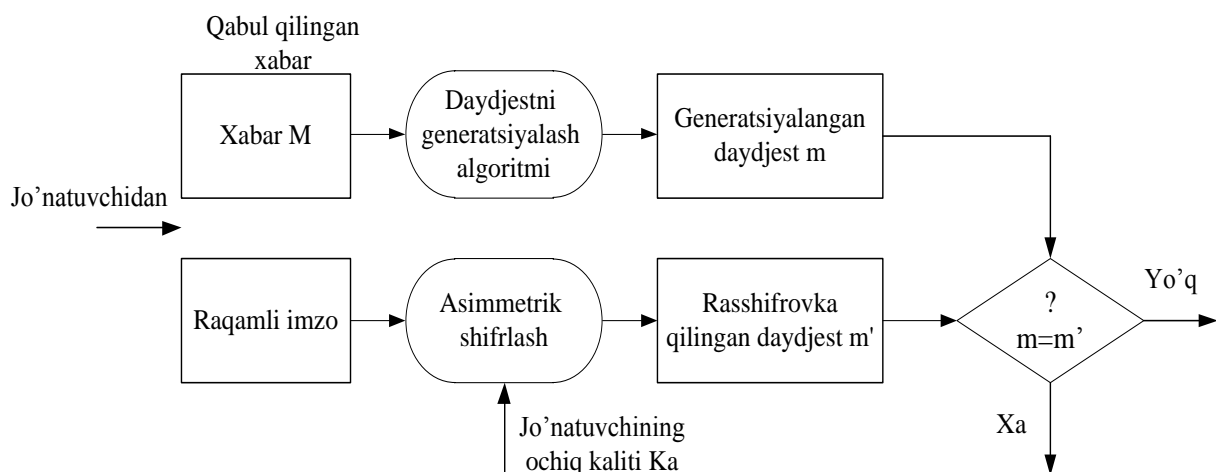 Qabul qilingan
xabar
Xabar M
Daydjestni
generatsiyalash
algoritmi
Generatsiyalangan
daydjest m
Jo’natuvchidan
Raqamli imzo
Asimmetrik
shifrlash
Rasshifrovka
qilingan daydjest m'
?
m=m’
Yo’q
Xa
Jo’natuvchining
ochiq kaliti Ka